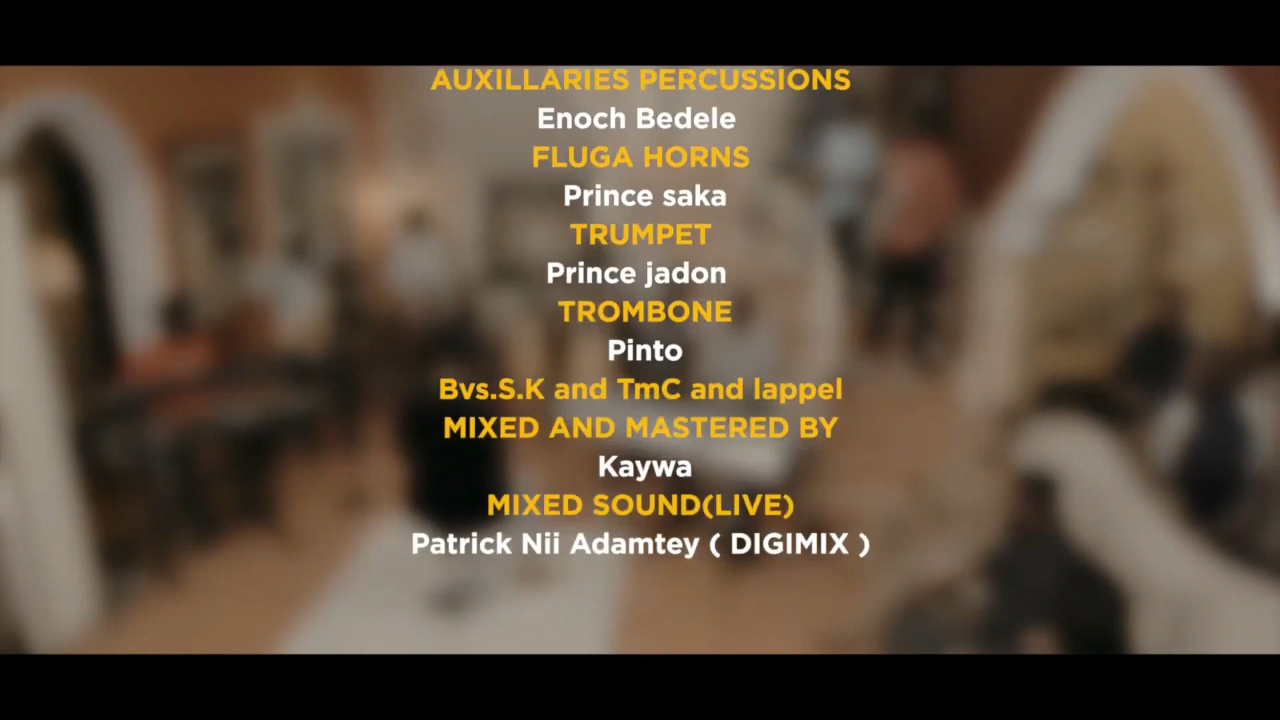 AUXILLARIES PERCUSSIONS
Enoch Bedele
FLUGA HORNS
Prince saka
TRUMPET
Prince jadon
TROMBONE
Pinto
Bvs.S.K and TmC and lappel
MIXED AND MASTERED BY
Kaywa
MIXED SOUND(LIVE)
Patrick Nii Adamtey ( DIGIMIX )